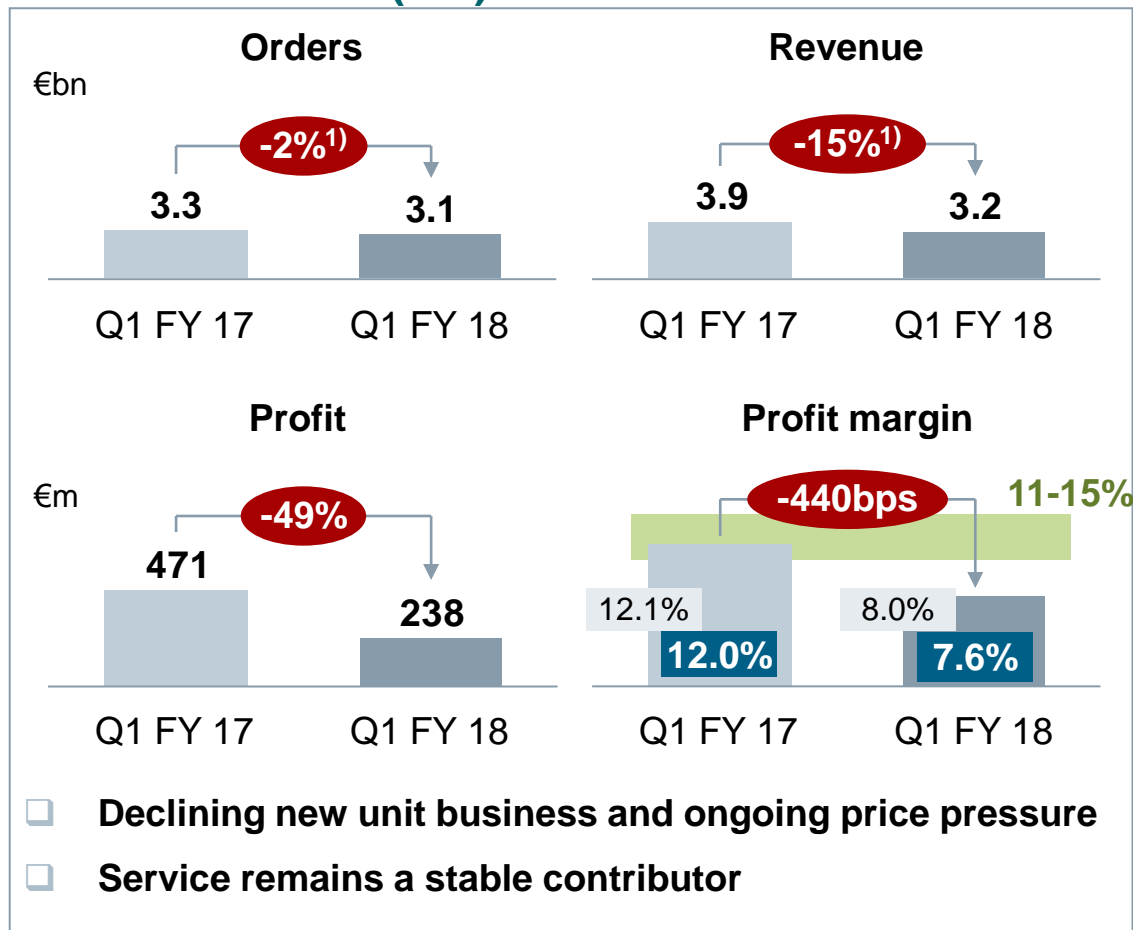 Orders
Revenue
€bn
-2%1)
-15%1)
3.3
3.1
3.9
3.2
Q1 FY 17
Q1 FY 18
Q1 FY 17
Q1 FY 18
Profit
Profit margin
€m
-49%
-440bps
11-15%
471
238
12.1%
12.0%
8.0%
7.6%
Q1 FY 17
Q1 FY 18
Q1 FY 17
Q1 FY 18
Declining new unit business and ongoing price pressure
Service remains a stable contributor